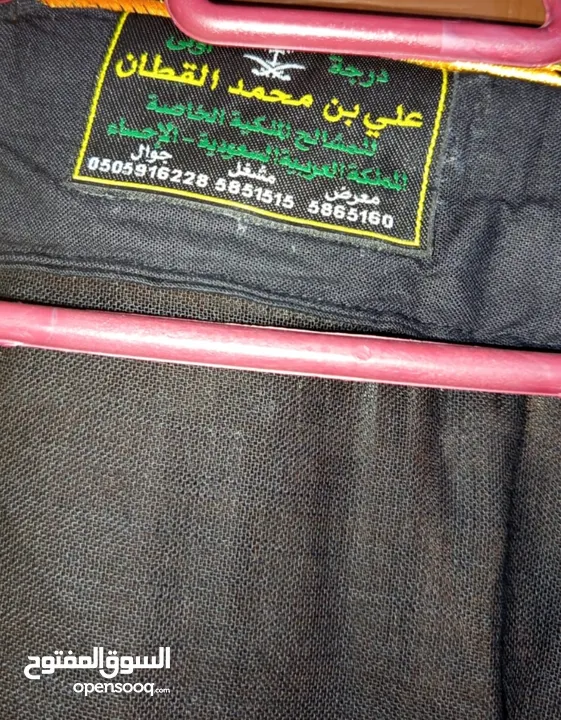 درجة أولى
علي بن محمد القطان
للمشالح الملكية الخاصة
المملكة العربية السعودية - الإحساء
معرض مشغل جوال
5865160 5851515 0505916228
السوق المفتوح
opensooq.com